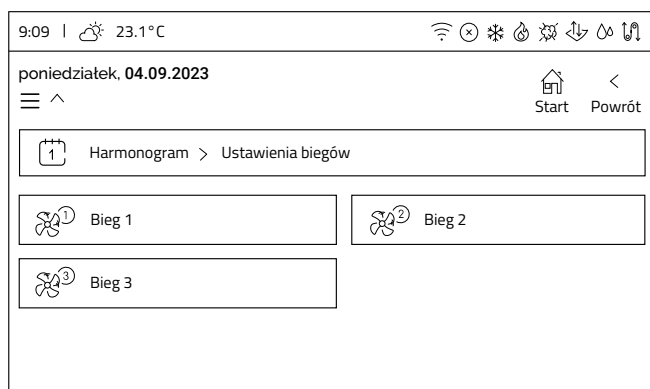 9:09 | 23.1°C
poniedziałek, 04.09.2023
Start < Powrót
1 Harmonogram > Ustawienia biegów
1 Bieg 1
2 Bieg 2
3 Bieg 3